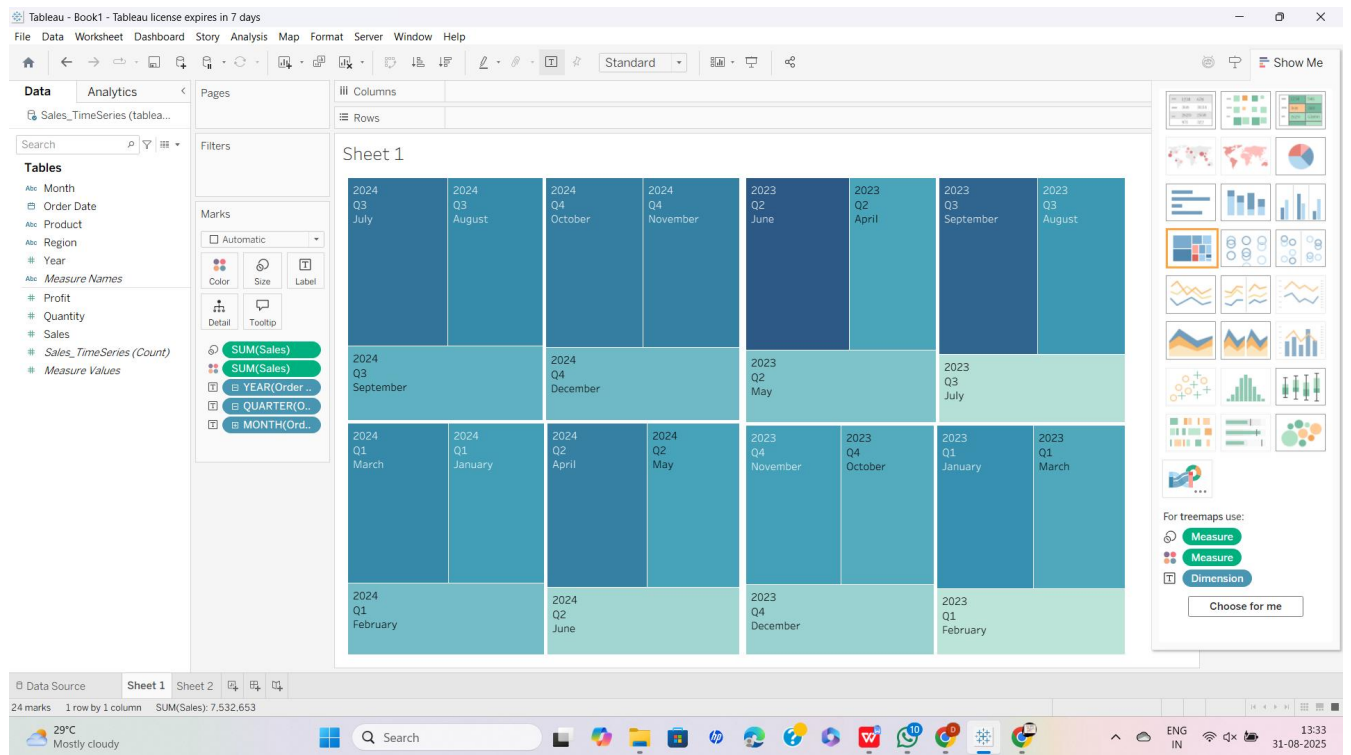 Tableau - Book1 - Tableau license expires in 7 days
File Data Worksheet Dashboard Story Analysis Map Format Server Window Help
Standard
Show Me
Data Analytics
Sales_TimeSeries (tablea...
Search
Tables
Abc Month
Order Date
Abc Product
Abc Region
# Year
Abc Measure Names
# Profit
# Quantity
# Sales
# Sales_TimeSeries (Count)
# Measure Values
Pages
Filters
Marks
Automatic
Color Size Label
Detail Tooltip
SUM(Sales)
SUM(Sales)
YEAR(Order ..
QUARTER(O..
MONTH(Ord..
iii Columns
Rows
Sheet 1
2024
Q3
July
2024
Q3
August
2024
Q3
September
2024
Q4
October
2024
Q4
November
2024
Q4
December
2023
Q2
June
2023
Q2
April
2023
Q2
May
2023
Q3
September
2023
Q3
August
2023
Q3
July
2024
Q1
March
2024
Q1
January
2024
Q1
February
2024
Q2
April
2024
Q2
May
2024
Q2
June
2023
Q4
November
2023
Q4
October
2023
Q4
December
2023
Q1
January
2023
Q1
March
2023
Q1
February
For treemaps use:
Measure
Measure
Dimension
Choose for me
Data Source Sheet 1 Sheet 2
24 marks 1 row by 1 column SUM(Sales): 7,532,653
29°C
Mostly cloudy
Search
10
ENG
IN
13:33
31-08-2025